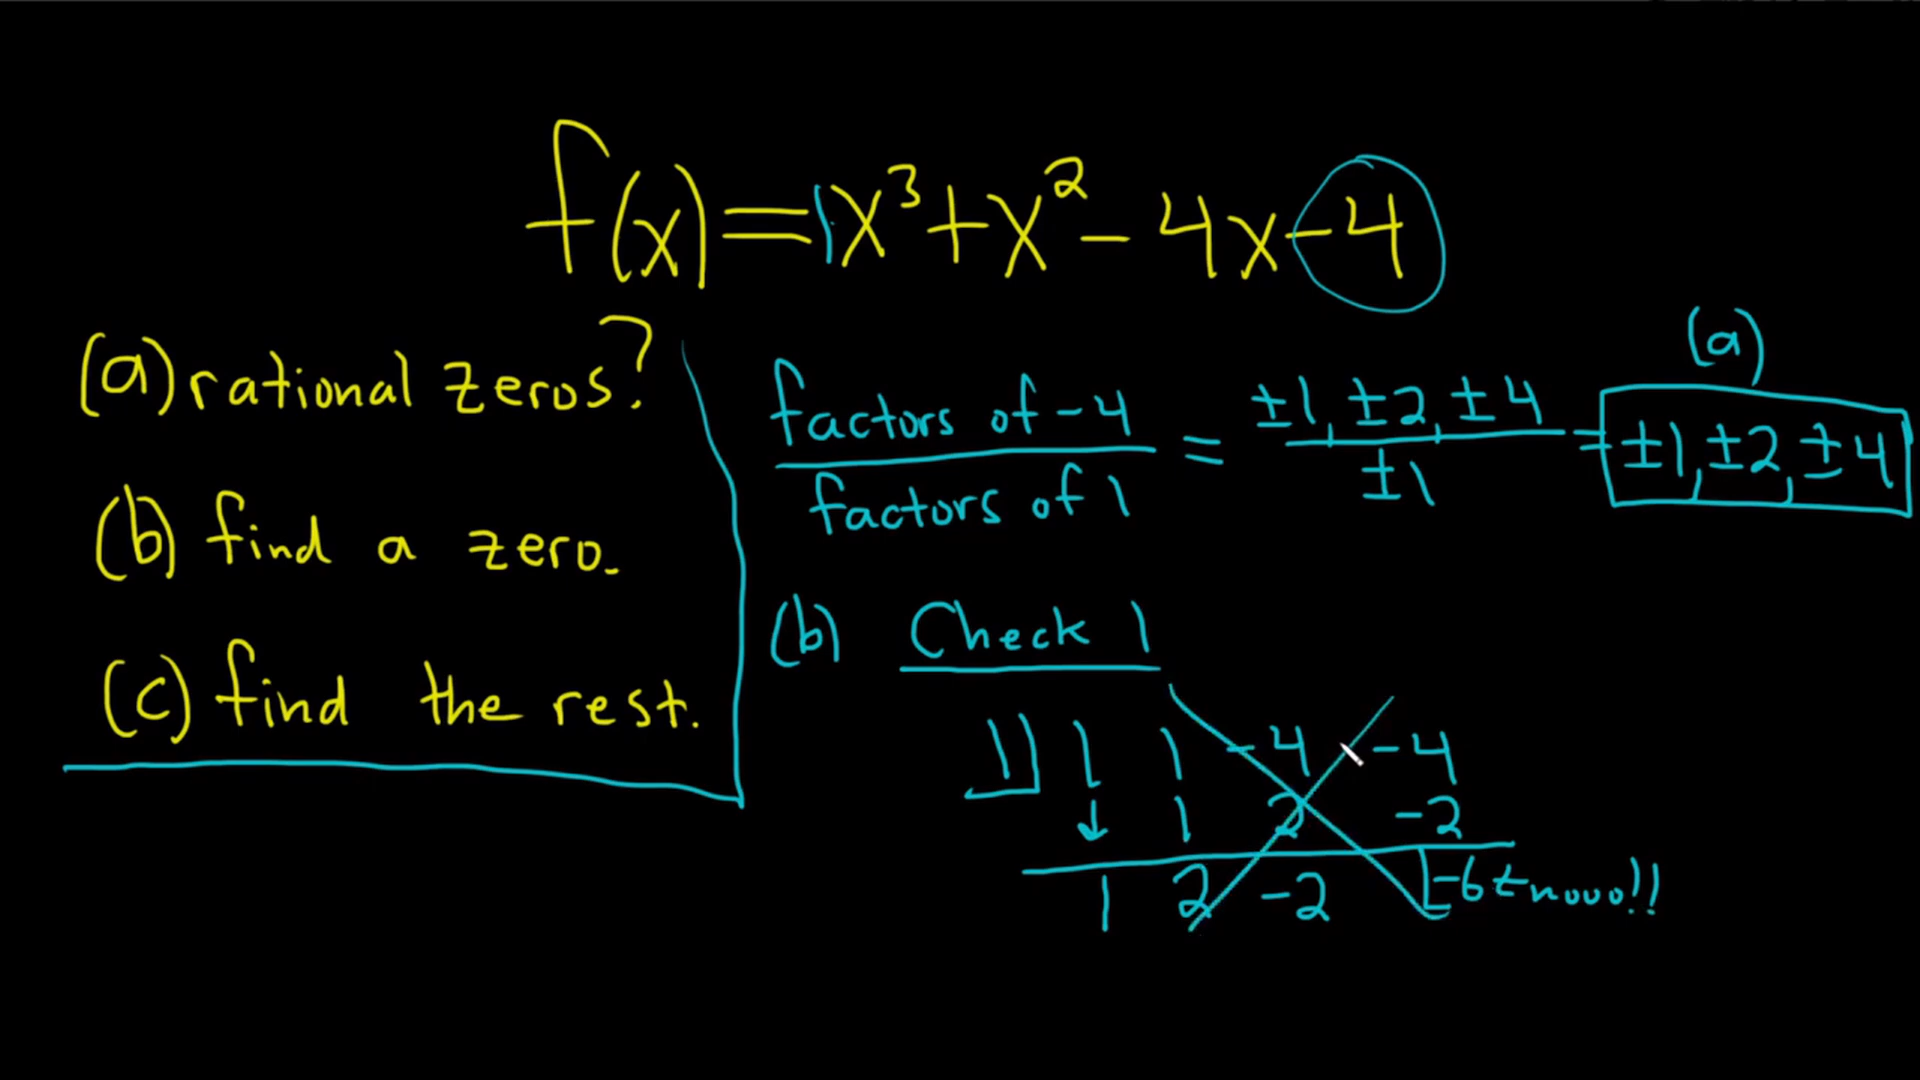 f(x)=1x³+x²-4x-4
(a) rational zeros?
(b) find a zero.
(c) find the rest.
(a)
factors of -4 / factors of 1 = ±1, ±2, ±4 / ±1 = ±1, ±2, ±4
(b) Check 1
1 1 1 -4 -4
1 2 -2
1 2 -2 -6 ← nooo!!